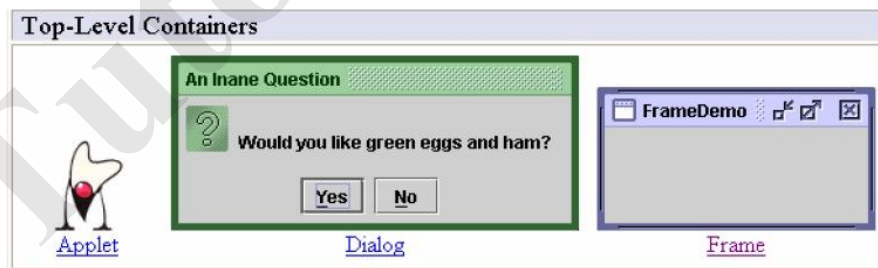 Top-Level Containers
An Inane Question
Would you like green eggs and ham?
Yes No
FrameDemo
Applet Dialog Frame